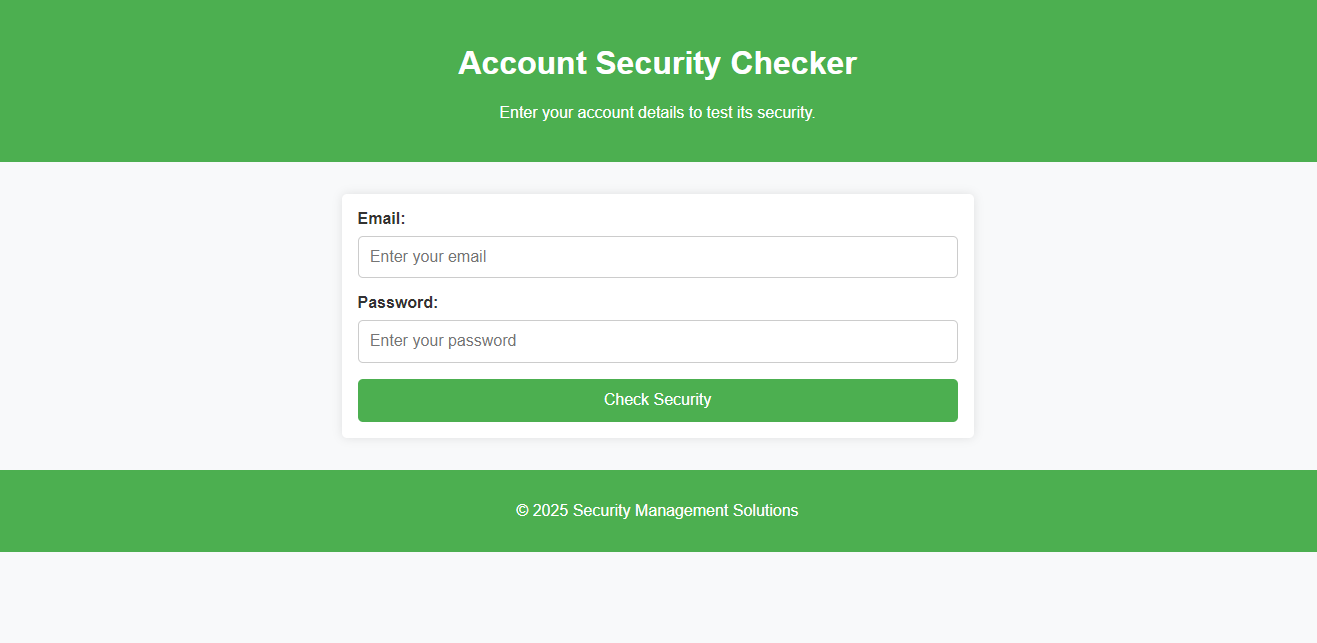 Account Security Checker
Enter your account details to test its security.
Email:
Enter your email
Password:
Enter your password
Check Security
© 2025 Security Management Solutions